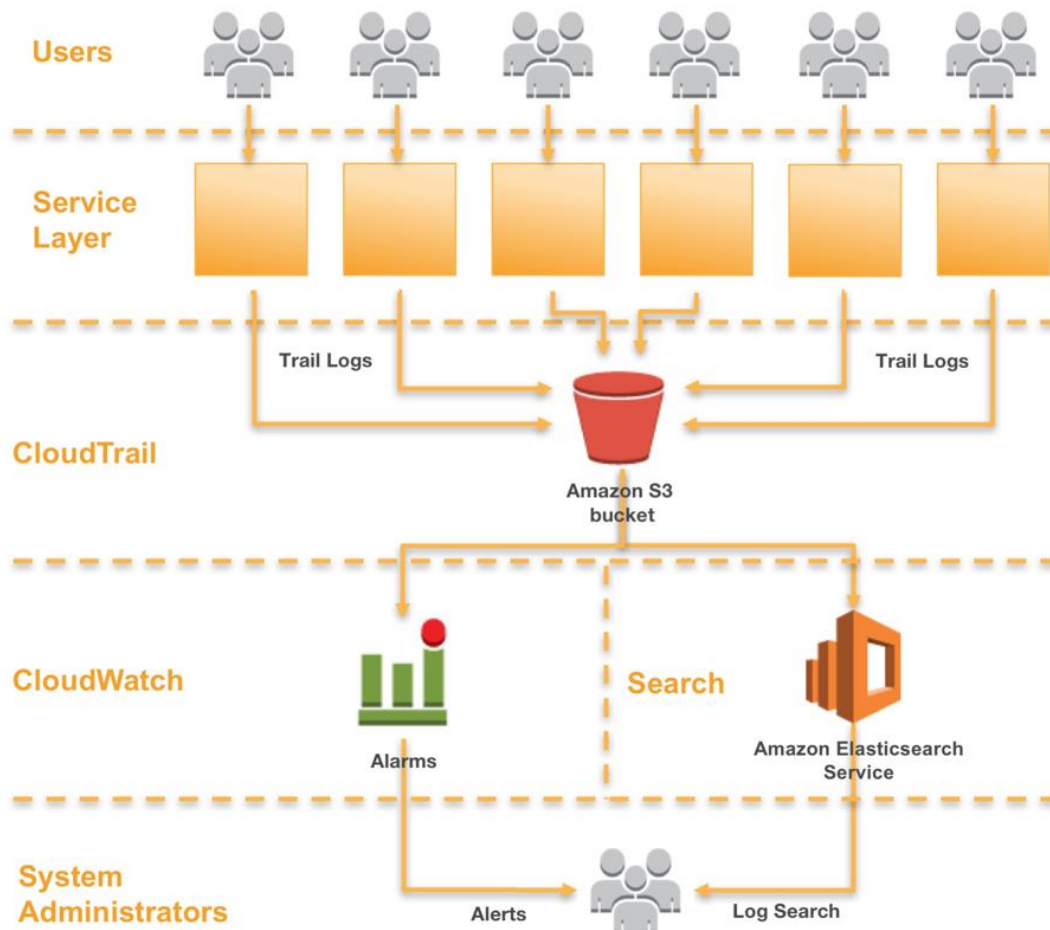 Users
Service
Layer
Trail Logs
Trail Logs
CloudTrail
Amazon S3
bucket
CloudWatch
Search
Alarms
Amazon Elasticsearch
Service
System
Administrators
Alerts
Log Search